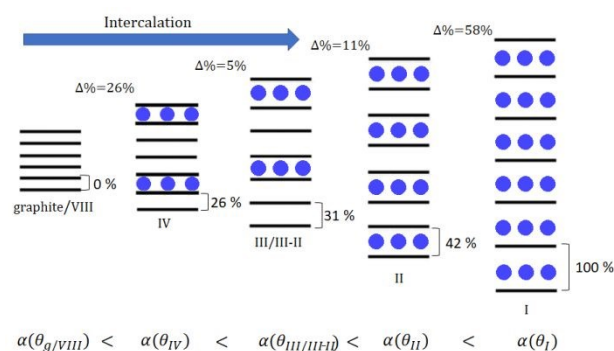 Intercalation
Δ%=26%
Δ%=5%
Δ%=11%
Δ%=58%
0 %
26 %
31 %
42 %
100 %
graphite/VIII
IV
III/III-II
II
I
α(θg/VIII) < α(θIV) < α(θIII/III-II) < α(θII) < α(θI)